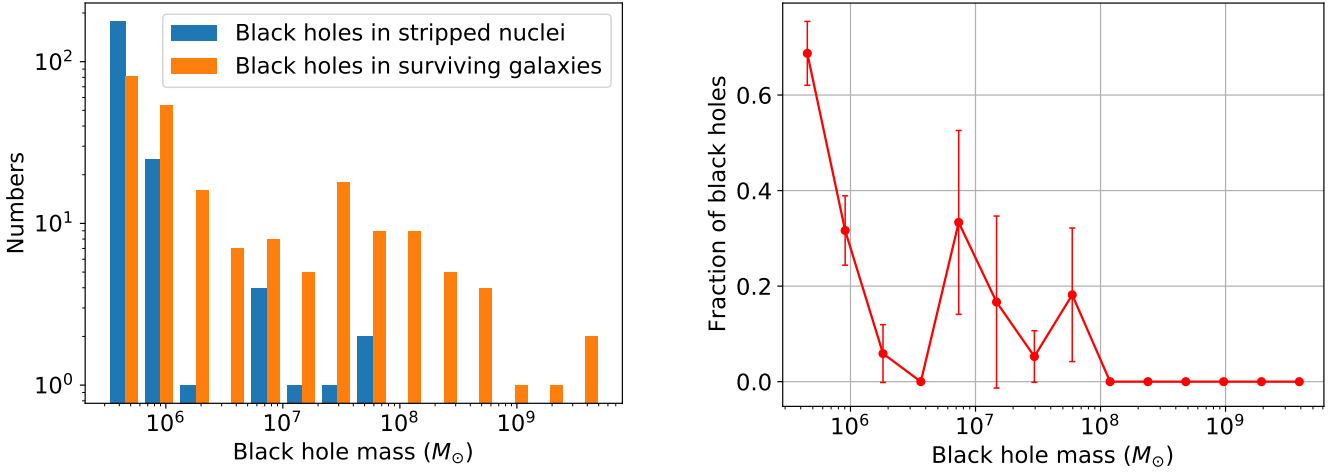 Black holes in stripped nuclei
Black holes in surviving galaxies
Numbers
10²
10¹
10⁰
10⁶ 10⁷ 10⁸ 10⁹
Black hole mass (M⊙)
Fraction of black holes
0.6
0.4
0.2
0.0
10⁶ 10⁷ 10⁸ 10⁹
Black hole mass (M⊙)